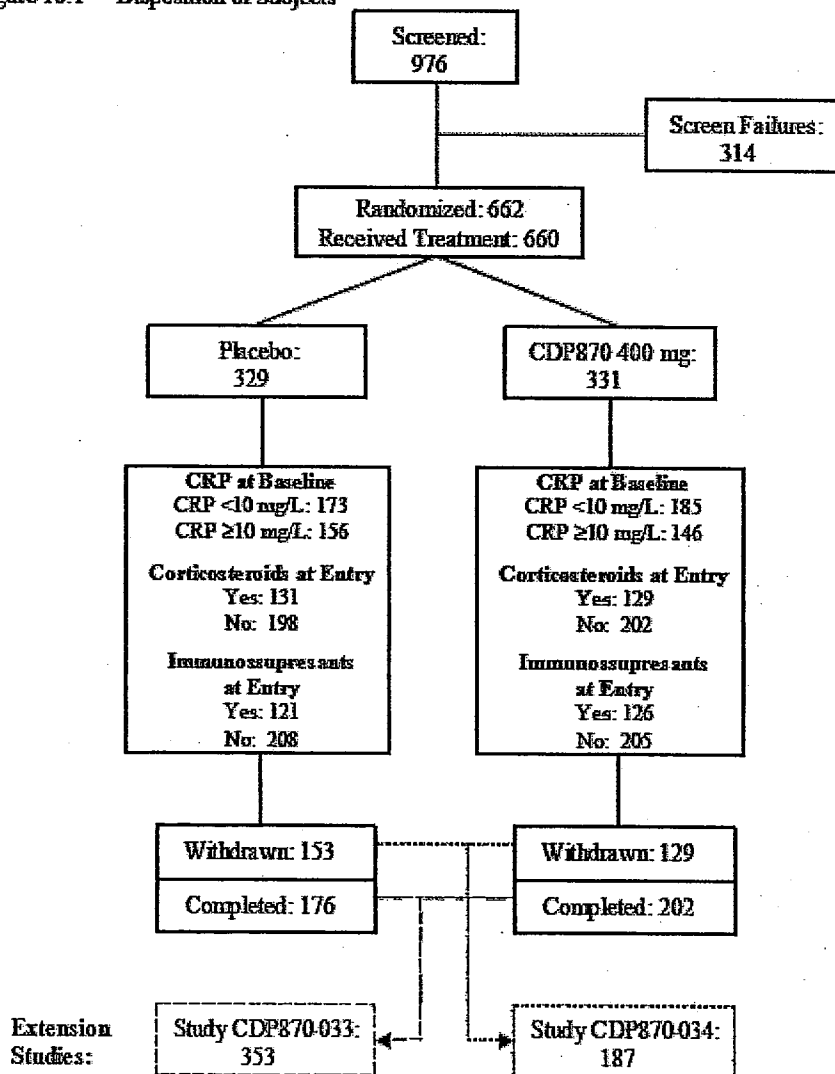 Disposition of Subjects
Screened:
976
Screen Failures:
314
Randomized: 662
Received Treatment: 660
Placebo:
329
CDP870 400 mg:
331
CRP at Baseline
CRP <10 mg/L: 173
CRP ≥10 mg/L: 156
Corticosteroids at Entry
Yes: 131
No: 198
Immunossupresants
at Entry
Yes: 121
No: 208
CRP at Baseline
CRP <10 mg/L: 185
CRP ≥10 mg/L: 146
Corticosteroids at Entry
Yes: 129
No: 202
Immunossupresants
at Entry
Yes: 126
No: 205
Withdrawn: 153
Completed: 176
Withdrawn: 129
Completed: 202
Extension
Studies:
Study CDP870-033:
353
Study CDP870-034:
187